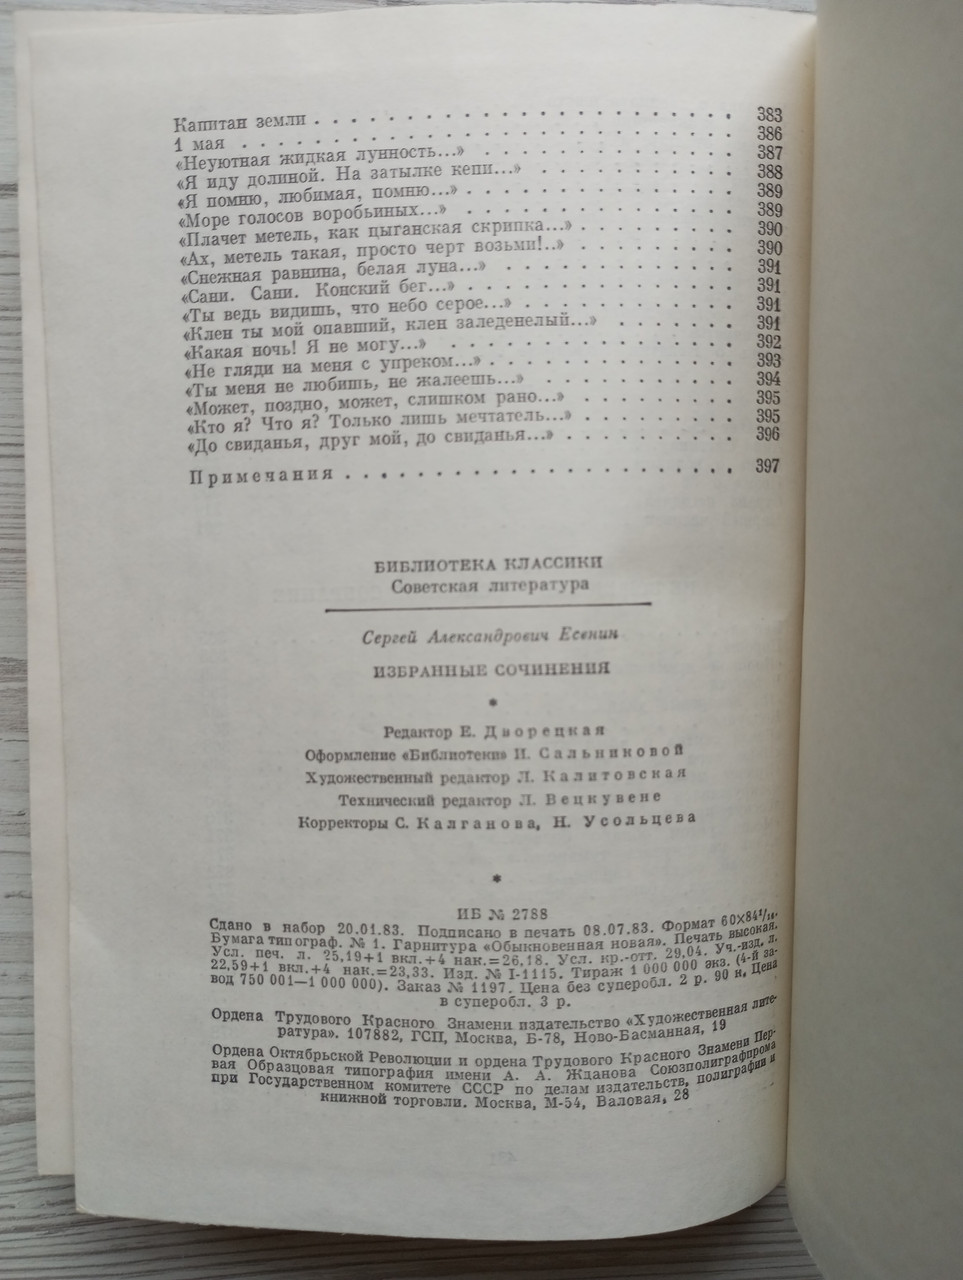 Капитан земли . . . . . . . . . . . . . . . . . . . . . . . 383
1 мая . . . . . . . . . . . . . . . . . . . . . . . . . . . 386
«Неуютная жидкая лунность...» . . . . . . . . . . . . . 387
«Я иду долиной. На затылке кепи...» . . . . . . . . . . . 388
«Я помню, любимая, помню...» . . . . . . . . . . . . . . 389
«Море голосов воробьиных...» . . . . . . . . . . . . . . 389
«Плачет метель, как цыганская скрипка...» . . . . . . . . 390
«Ах, метель такая, просто черт возьми!..» . . . . . . . . . 390
«Снежная равнина, белая луна...» . . . . . . . . . . . . 391
«Сани. Сани. Конский бег...» . . . . . . . . . . . . . . 391
«Ты ведь видишь, что небо серое...» . . . . . . . . . . . 391
«Клен ты мой опавший, клен заледенелый...» . . . . . . . 391
«Какая ночь! Я не могу...» . . . . . . . . . . . . . . . 392
«Не гляди на меня с упреком...» . . . . . . . . . . . . . 393
«Ты меня не любишь, не жалеешь...» . . . . . . . . . . 394
«Может, поздно, может, слишком рано...» . . . . . . . . . 395
«Кто я? Что я? Только лишь мечтатель...» . . . . . . . . 395
«До свиданья, друг мой, до свиданья...» . . . . . . . . . 396
Примечания . . . . . . . . . . . . . . . . . . . . . 397
БИБЛИОТЕКА КЛАССИКИ
Советская литература
Сергей Александрович Есенин
ИЗБРАННЫЕ СОЧИНЕНИЯ
*
Редактор Е. Дворецкая
Оформление «Библиотеки» И. Сальниковой
Художественный редактор Л. Калитовская
Технический редактор Л. Вецкувене
Корректоры С. Калганова, Н. Усольцева
*
ИБ № 2788
Сдано в набор 20.01.83. Подписано в печать 08.07.83. Формат 60×84¹/₁₆.
Бумага типограф. № 1. Гарнитура «Обыкновенная новая». Печать высокая.
Усл. печ. л. 25,19+1 вкл.+4 нак.=26,18. Усл. кр.-отт. 29,04. Уч.-изд. л.
22,59+1 вкл.+4 нак.=23,33. Изд. № I-1115. Тираж 1 000 000 экз. (4-й за-
вод 750 001—1 000 000). Заказ № 1197. Цена без суперобл. 2 р. 90 к. Цена
в суперобл. 3 р.
Ордена Трудового Красного Знамени издательство «Художественная лите-
ратура». 107882, ГСП, Москва, Б-78, Ново-Басманная, 19
Ордена Октябрьской Революции и ордена Трудового Красного Знамени Пер-
вая Образцовая типография имени А. А. Жданова Союзполиграфпрома
при Государственном комитете СССР по делам издательств, полиграфии и
книжной торговли. Москва, М-54, Валовая, 28